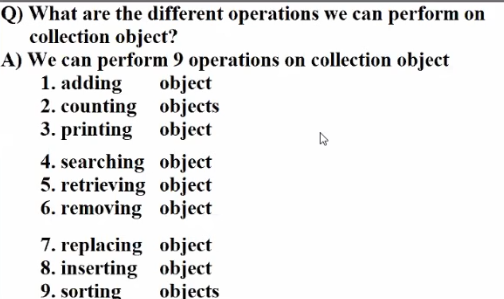 Q) What are the different operations we can perform on
collection object?
A) We can perform 9 operations on collection object
1. adding object
2. counting objects
3. printing object
4. searching object
5. retrieving object
6. removing object
7. replacing object
8. inserting object
9. sorting objects